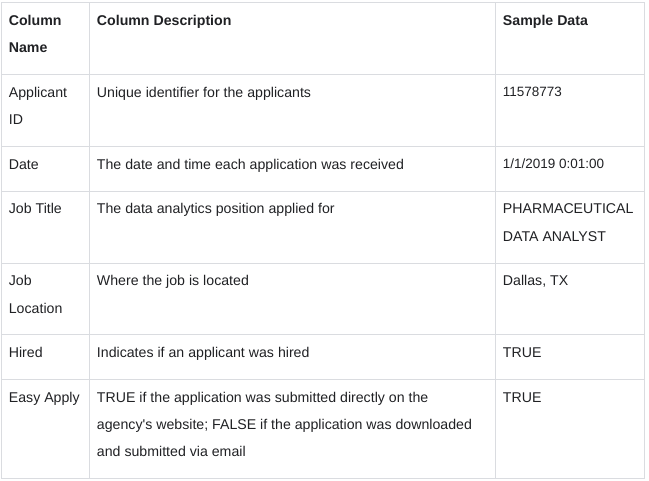 Column Name
Column Description
Sample Data
Applicant ID
Unique identifier for the applicants
11578773
Date
The date and time each application was received
1/1/2019 0:01:00
Job Title
The data analytics position applied for
PHARMACEUTICAL
DATA ANALYST
Job
Location
Where the job is located
Dallas, TX
Hired
Indicates if an applicant was hired
TRUE
Easy Apply
TRUE if the application was submitted directly on the
agency's website; FALSE if the application was downloaded
and submitted via email
TRUE